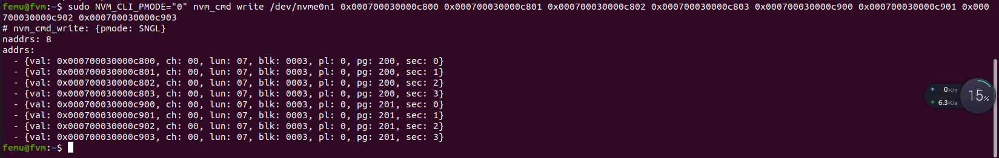 femu@fvm:~$ sudo NVM_CLI_PMODE="0" nvm_cmd write /dev/nvme0n1 0x000700030000c800 0x000700030000c801 0x000700030000c802 0x000700030000c803 0x000700030000c900 0x000700030000c901 0x000
700030000c902 0x000700030000c903
# nvm_cmd_write: {pmode: SNGL}
naddrs: 8
addrs:
  - {val: 0x000700030000c800, ch: 00, lun: 07, blk: 0003, pl: 0, pg: 200, sec: 0}
  - {val: 0x000700030000c801, ch: 00, lun: 07, blk: 0003, pl: 0, pg: 200, sec: 1}
  - {val: 0x000700030000c802, ch: 00, lun: 07, blk: 0003, pl: 0, pg: 200, sec: 2}
  - {val: 0x000700030000c803, ch: 00, lun: 07, blk: 0003, pl: 0, pg: 200, sec: 3}
  - {val: 0x000700030000c900, ch: 00, lun: 07, blk: 0003, pl: 0, pg: 201, sec: 0}
  - {val: 0x000700030000c901, ch: 00, lun: 07, blk: 0003, pl: 0, pg: 201, sec: 1}
  - {val: 0x000700030000c902, ch: 00, lun: 07, blk: 0003, pl: 0, pg: 201, sec: 2}
  - {val: 0x000700030000c903, ch: 00, lun: 07, blk: 0003, pl: 0, pg: 201, sec: 3}
femu@fvm:~$
0K/s
6.3K/s
15%